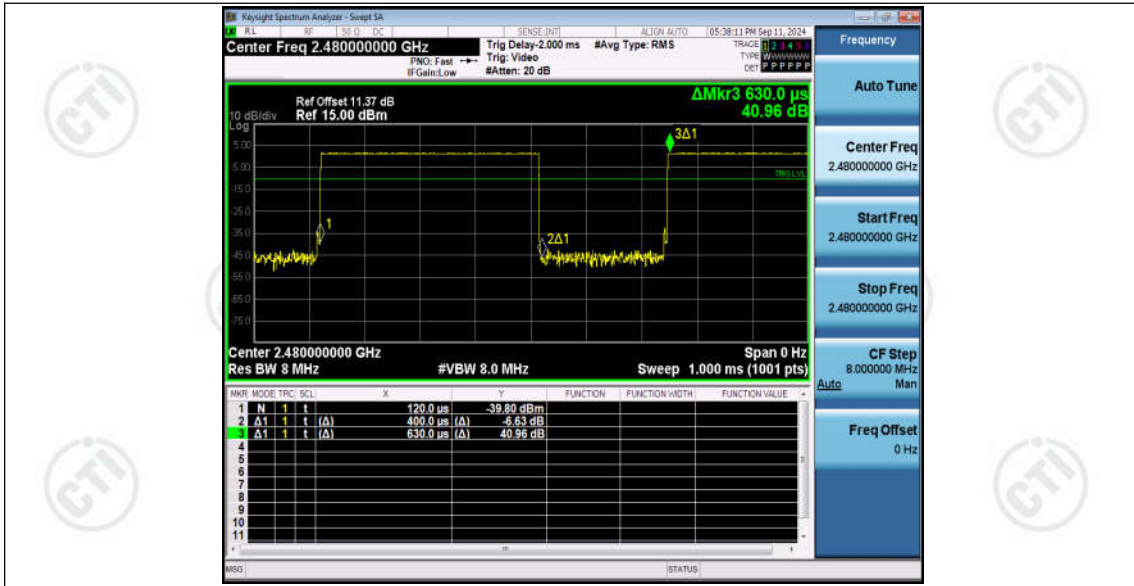 Keysight Spectrum Analyzer - Swept SA
RL RF 50 Ω DC SENSE:INT ALIGN AUTO 05:38:11 PM Sep 11, 2024
Center Freq 2.480000000 GHz
PNO: Fast
IFGain:Low
Trig Delay-2.000 ms
Trig: Video
#Atten: 20 dB
#Avg Type: RMS
TRACE 1 2 3 4 5 6
TYPE
DET P P P P P P
Ref Offset 11.37 dB
10 dB/div Ref 15.00 dBm
Log
ΔMkr3 630.0 µs
40.96 dB
3Δ1
5.00
-5.00
TRIG LVL
-15.0
-25.0
1
-35.0
2Δ1
-45.0
-55.0
-65.0
-75.0
Center 2.480000000 GHz Span 0 Hz
Res BW 8 MHz #VBW 8.0 MHz Sweep 1.000 ms (1001 pts)
MKR MODE TRC SCL X Y FUNCTION FUNCTION WIDTH FUNCTION VALUE
1 N 1 t 120.0 µs -39.80 dBm
2 Δ1 1 t (Δ) 400.0 µs (Δ) -6.63 dB
3 Δ1 1 t (Δ) 630.0 µs (Δ) 40.96 dB
4
5
6
7
8
9
10
11
MSG STATUS
Frequency
Auto Tune
Center Freq
2.480000000 GHz
Start Freq
2.480000000 GHz
Stop Freq
2.480000000 GHz
CF Step
8.000000 MHz
Auto Man
Freq Offset
0 Hz
CTI
CTI
CTI
CTI